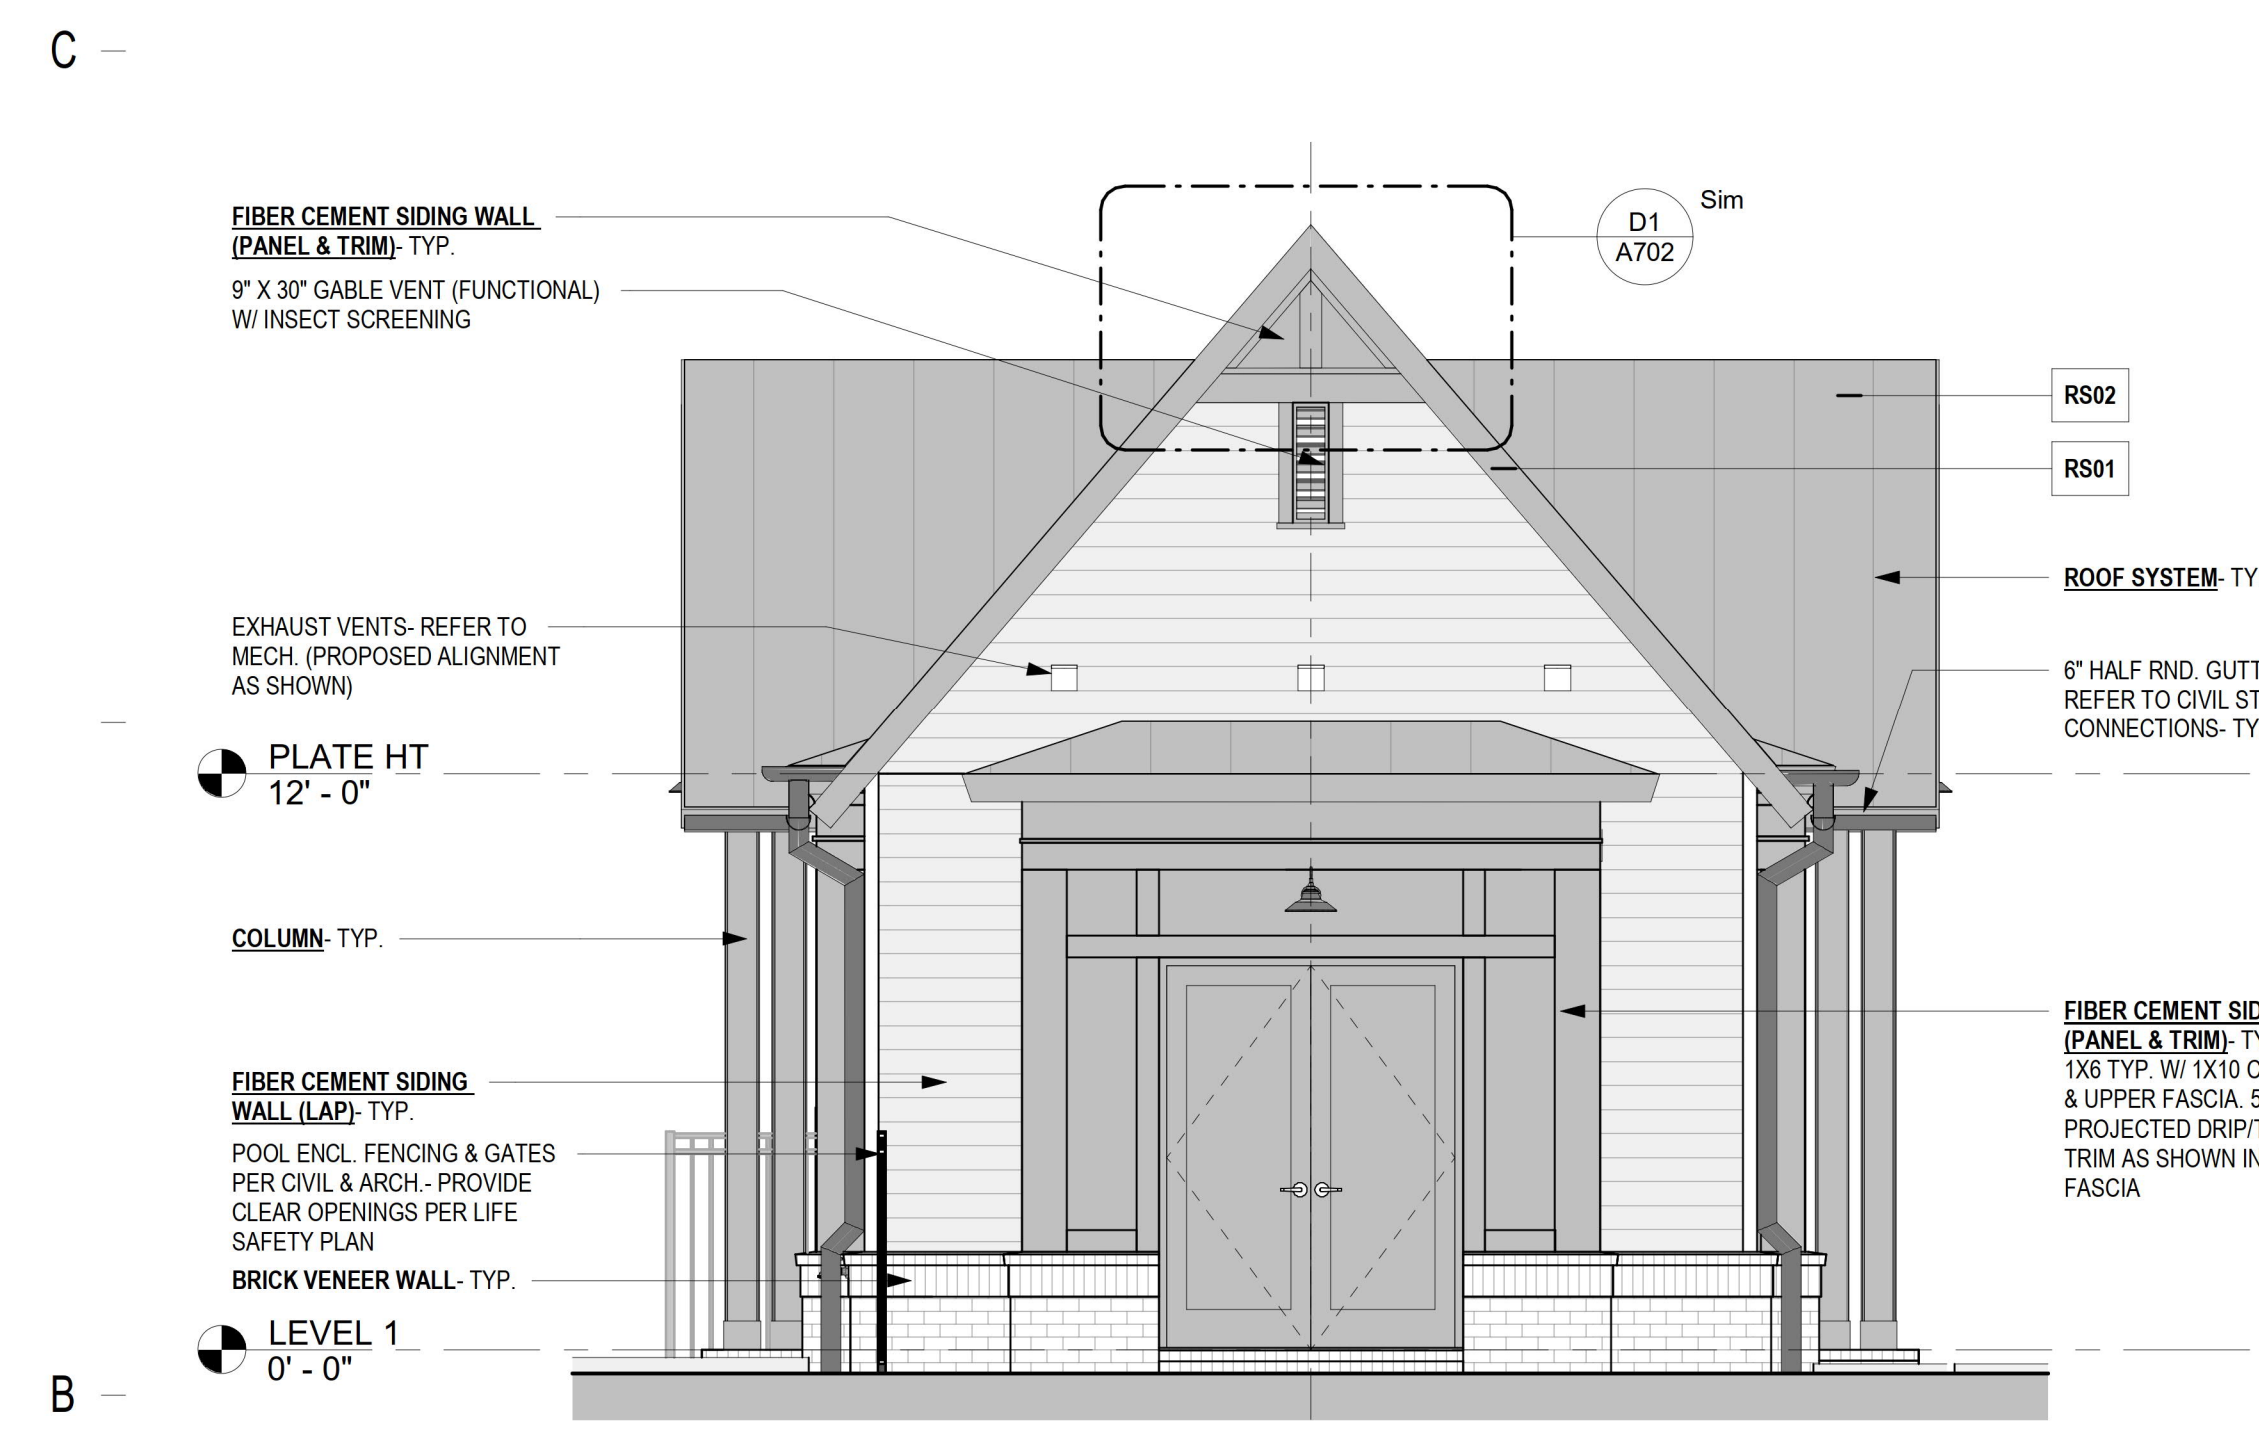 C
FIBER CEMENT SIDING WALL
(PANEL & TRIM)- TYP.
9" X 30" GABLE VENT (FUNCTIONAL)
W/ INSECT SCREENING
EXHAUST VENTS- REFER TO
MECH. (PROPOSED ALIGNMENT
AS SHOWN)
PLATE HT
12' - 0"
COLUMN- TYP.
FIBER CEMENT SIDING
WALL (LAP)- TYP.
POOL ENCL. FENCING & GATES
PER CIVIL & ARCH.- PROVIDE
CLEAR OPENINGS PER LIFE
SAFETY PLAN
BRICK VENEER WALL- TYP.
LEVEL 1
0' - 0"
B
D1
A702
Sim
RS02
RS01
ROOF SYSTEM- TY
6" HALF RND. GUTT
REFER TO CIVIL ST
CONNECTIONS- TY
FIBER CEMENT SID
(PANEL & TRIM)- TY
1X6 TYP. W/ 1X10
& UPPER FASCIA. 5
PROJECTED DRIP/T
TRIM AS SHOWN IN
FASCIA